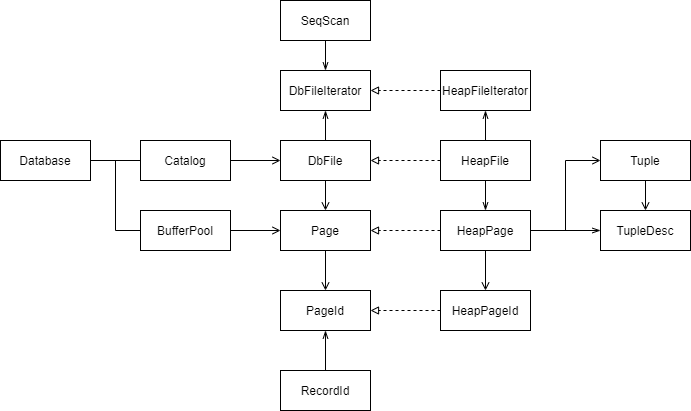 SeqScan
DbFileIterator
HeapFileIterator
Database
Catalog
DbFile
HeapFile
Tuple
BufferPool
Page
HeapPage
TupleDesc
PageId
HeapPageId
RecordId